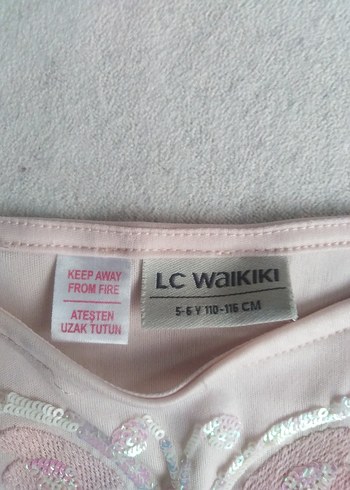 KEEP AWAY
FROM FIRE
ATEŞTEN
UZAK TUTUN
LC WaIKIKI
5-6 Y 110-116 CM